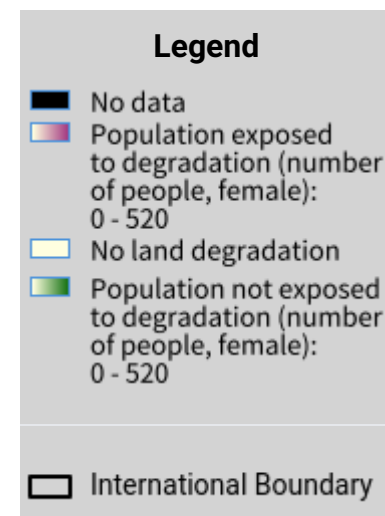 Legend
No data
Population exposed
to degradation (number
of people, female):
0 - 520
No land degradation
Population not exposed
to degradation (number
of people, female):
0 - 520
International Boundary